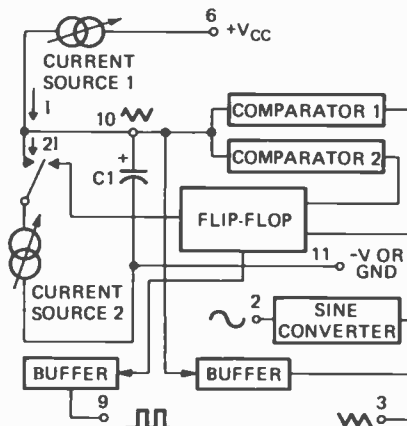 6
+VCC
CURRENT
SOURCE 1
I
10
2I
+
C1
COMPARATOR 1
COMPARATOR 2
FLIP-FLOP
11
-V OR
GND
CURRENT
SOURCE 2
2
SINE
CONVERTER
BUFFER
BUFFER
9
3